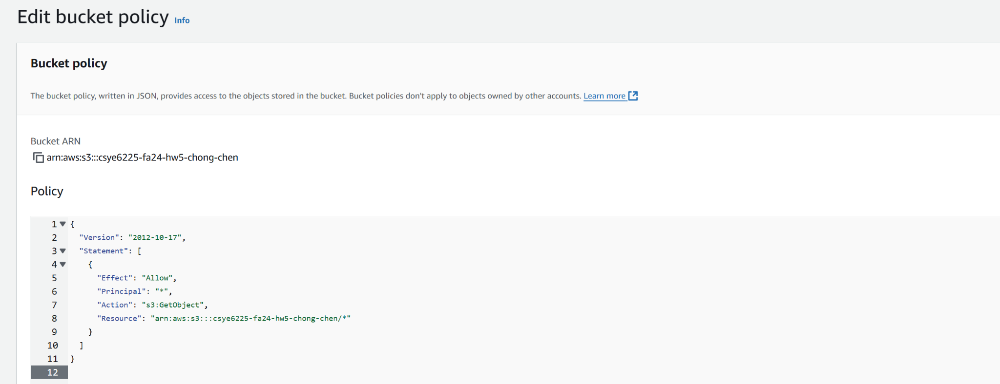 Edit bucket policy Info
Bucket policy
The bucket policy, written in JSON, provides access to the objects stored in the bucket. Bucket policies don't apply to objects owned by other accounts. Learn more
Bucket ARN
arn:aws:s3:::csye6225-fa24-hw5-chong-chen
Policy
1 {
2 "Version": "2012-10-17",
3 "Statement": [
4 {
5 "Effect": "Allow",
6 "Principal": "*",
7 "Action": "s3:GetObject",
8 "Resource": "arn:aws:s3:::csye6225-fa24-hw5-chong-chen/*"
9 }
10 ]
11 }
12